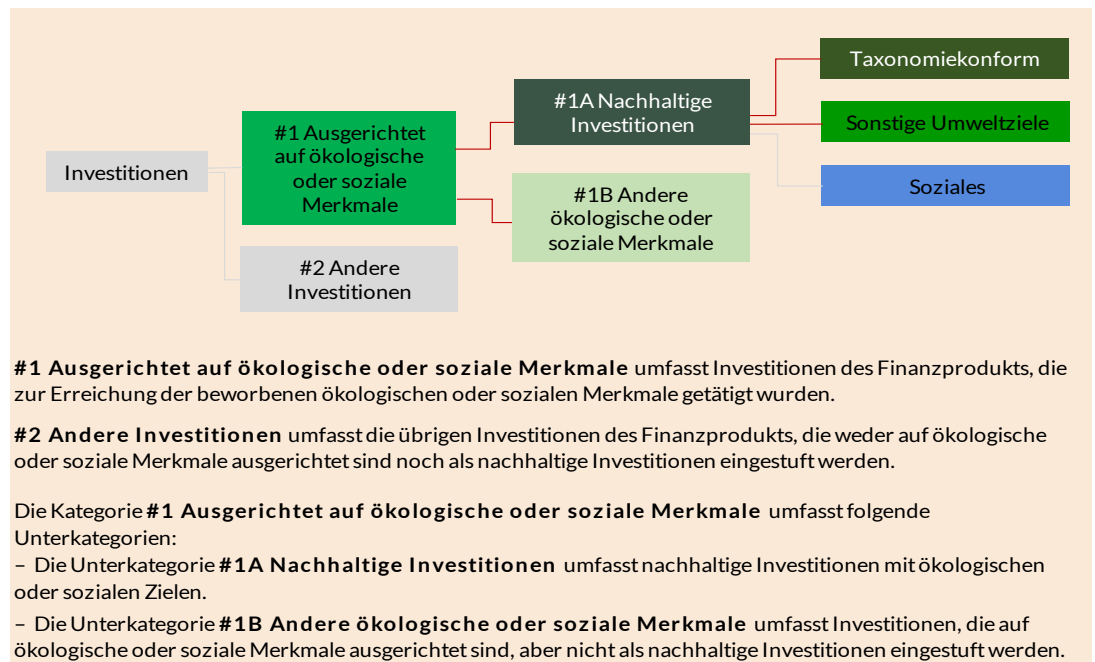 Investitionen
#1 Ausgerichtet
auf ökologische
oder soziale
Merkmale
#2 Andere
Investitionen
#1A Nachhaltige
Investitionen
#1B Andere
ökologische oder
soziale Merkmale
Taxonomiekonform
Sonstige Umweltziele
Soziales
#1 Ausgerichtet auf ökologische oder soziale Merkmale umfasst Investitionen des Finanzprodukts, die
zur Erreichung der beworbenen ökologischen oder sozialen Merkmale getätigt wurden.
#2 Andere Investitionen umfasst die übrigen Investitionen des Finanzprodukts, die weder auf ökologische
oder soziale Merkmale ausgerichtet sind noch als nachhaltige Investitionen eingestuft werden.
Die Kategorie #1 Ausgerichtet auf ökologische oder soziale Merkmale umfasst folgende
Unterkategorien:
– Die Unterkategorie #1A Nachhaltige Investitionen umfasst nachhaltige Investitionen mit ökologischen
oder sozialen Zielen.
– Die Unterkategorie #1B Andere ökologische oder soziale Merkmale umfasst Investitionen, die auf
ökologische oder soziale Merkmale ausgerichtet sind, aber nicht als nachhaltige Investitionen eingestuft werden.